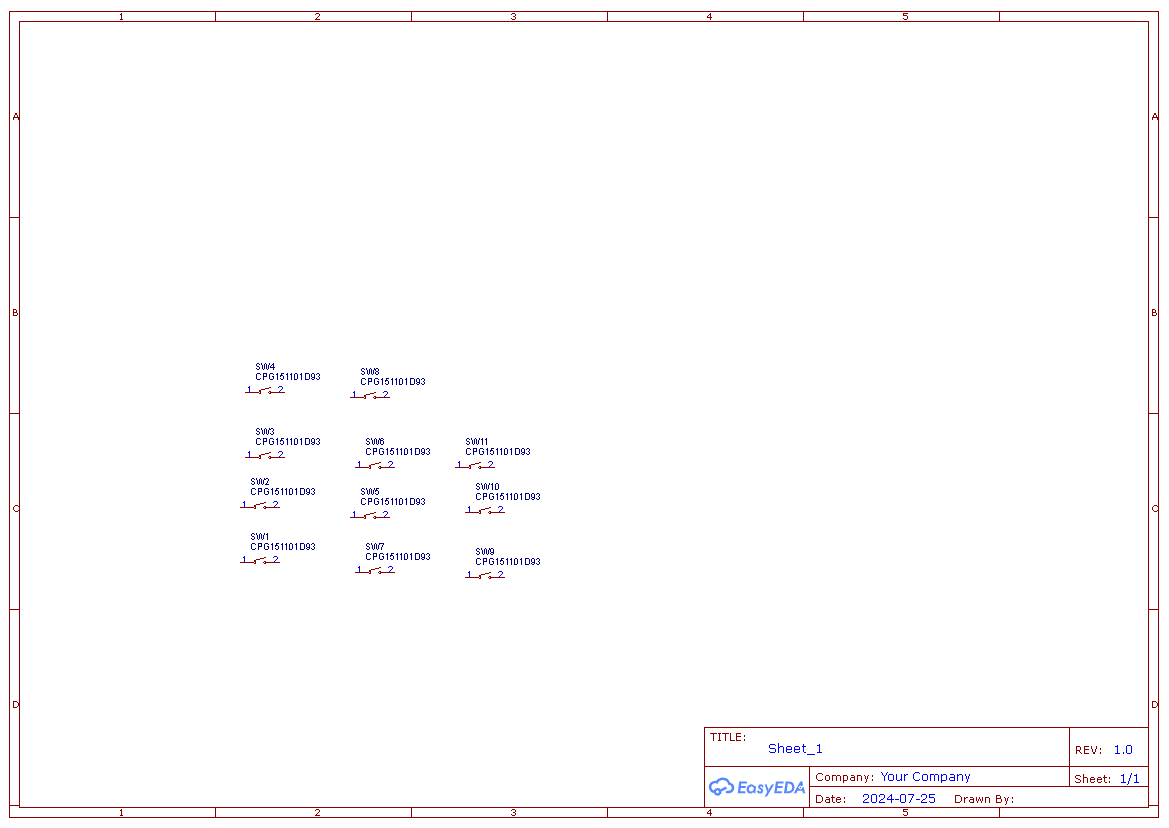 1 2 3 4 5
A A
B B
SW4
CPG151101D93
1 2
SW8
CPG151101D93
1 2
SW3
CPG151101D93
1 2
SW6
CPG151101D93
1 2
SW11
CPG151101D93
1 2
SW2
CPG151101D93
1 2
SW5
CPG151101D93
1 2
SW10
CPG151101D93
1 2
C C
SW1
CPG151101D93
1 2
SW7
CPG151101D93
1 2
SW9
CPG151101D93
1 2
D D
TITLE:
Sheet_1
REV: 1.0
EasyEDA
Company: Your Company
Sheet: 1/1
Date: 2024-07-25 Drawn By:
1 2 3 4 5